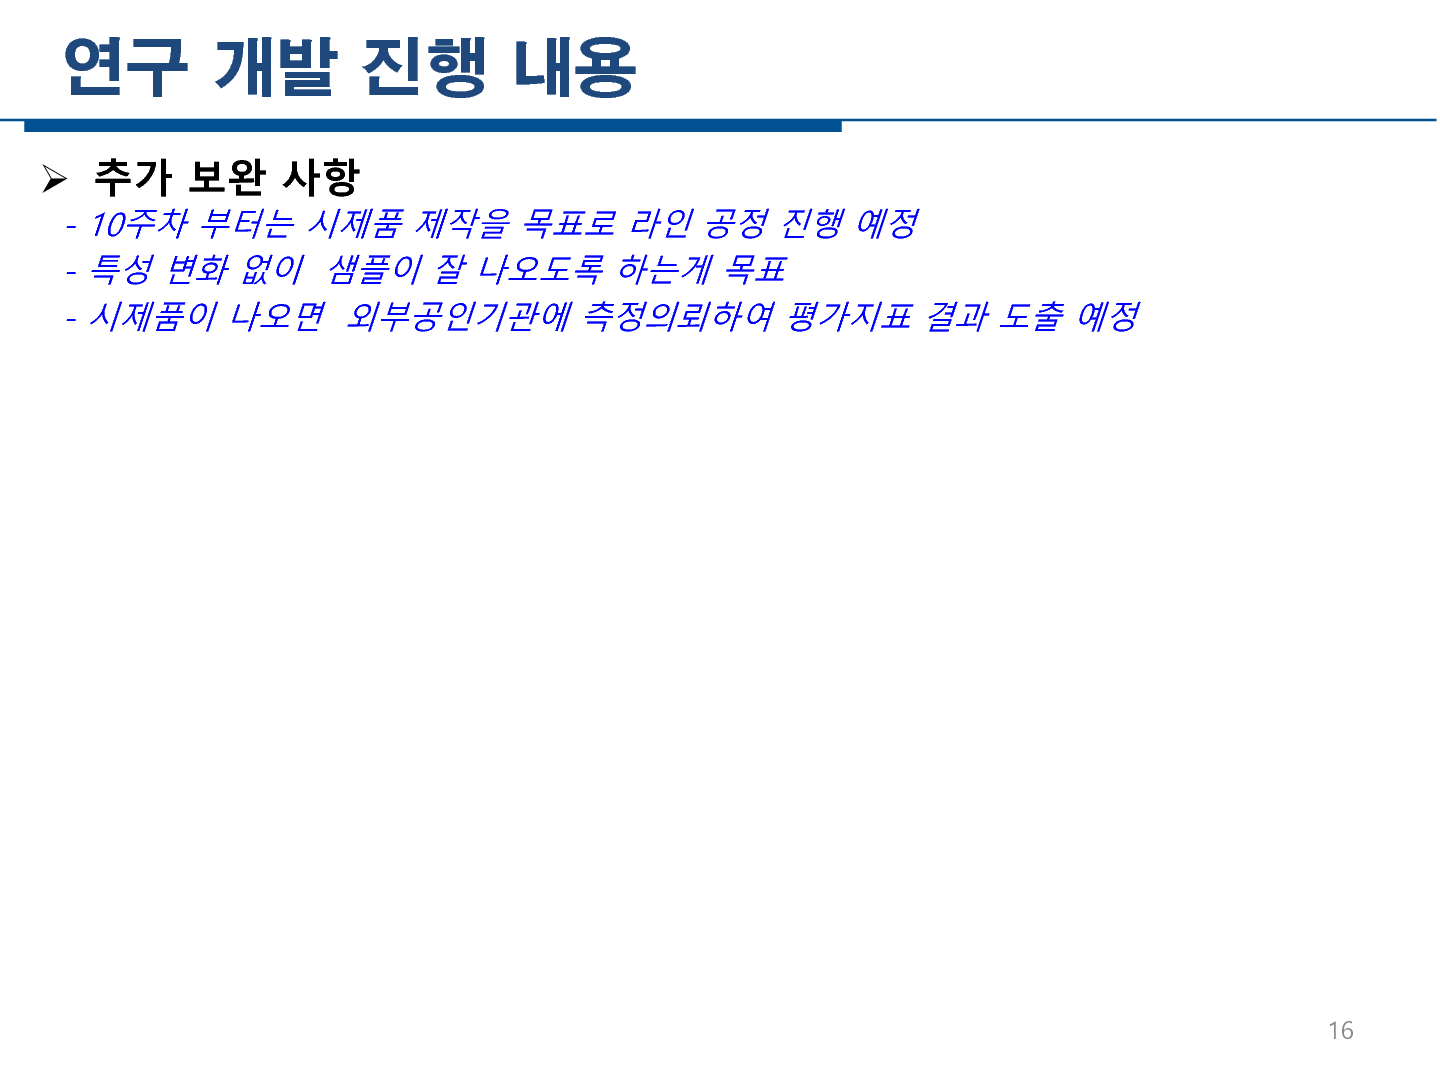 연구 개발 진행 내용
➢ 추가 보완 사항
- 10주차 부터는 시제품 제작을 목표로 라인 공정 진행 예정
- 특성 변화 없이  샘플이 잘 나오도록 하는게 목표
- 시제품이 나오면  외부공인기관에 측정의뢰하여 평가지표 결과 도출 예정
16